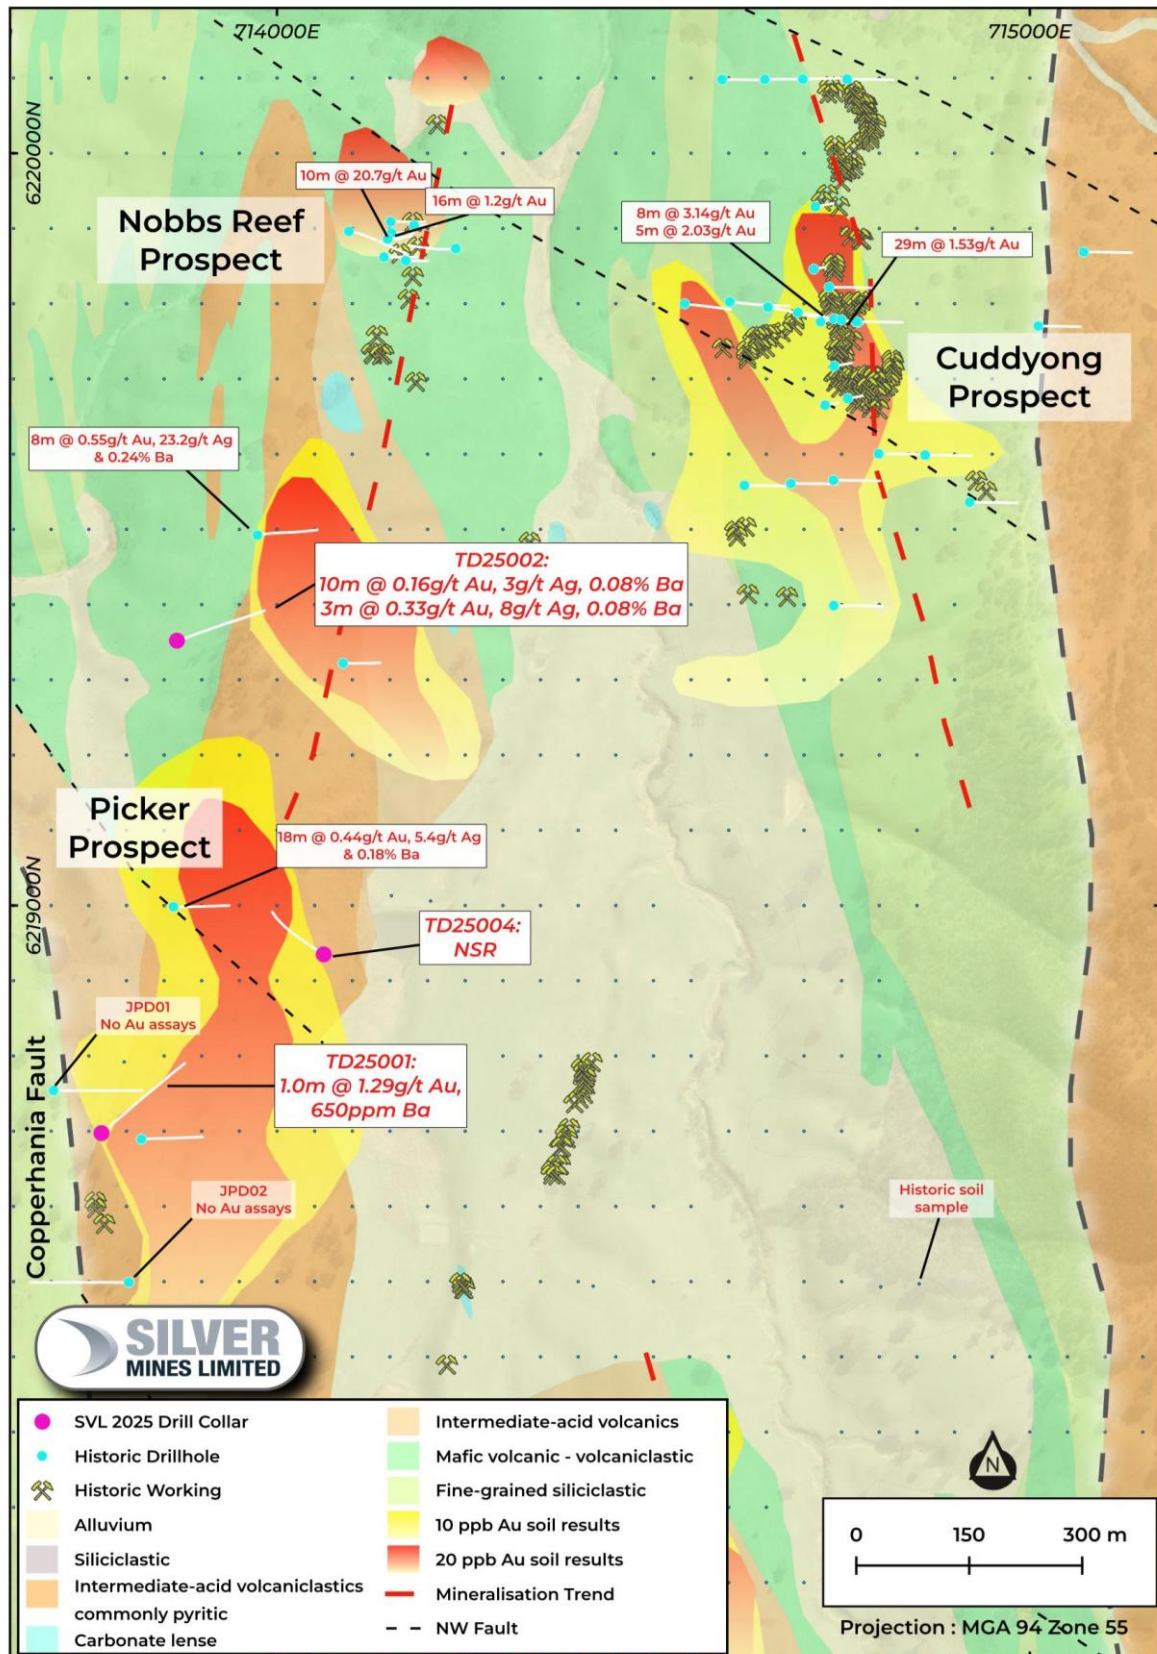 714000E
715000E
6220000N
10m @ 20.7g/t Au
16m @ 1.2g/t Au
Nobbs Reef
Prospect
8m @ 3.14g/t Au
5m @ 2.03g/t Au
29m @ 1.53g/t Au
Cuddyong
Prospect
8m @ 0.55g/t Au, 23.2g/t Ag
& 0.24% Ba
TD25002:
10m @ 0.16g/t Au, 3g/t Ag, 0.08% Ba
3m @ 0.33g/t Au, 8g/t Ag, 0.08% Ba
Picker
Prospect
18m @ 0.44g/t Au, 5.4g/t Ag
& 0.18% Ba
6219000N
TD25004:
NSR
JPD01
No Au assays
TD25001:
1.0m @ 1.29g/t Au,
650ppm Ba
Copperhania Fault
JPD02
No Au assays
Historic soil
sample
SILVER
MINES LIMITED
SVL 2025 Drill Collar
Historic Drillhole
Historic Working
Alluvium
Siliciclastic
Intermediate-acid volcaniclastics
commonly pyritic
Carbonate lense
Intermediate-acid volcanics
Mafic volcanic - volcaniclastic
Fine-grained siliciclastic
10 ppb Au soil results
20 ppb Au soil results
Mineralisation Trend
NW Fault
N
0 150 300 m
Projection : MGA 94 Zone 55